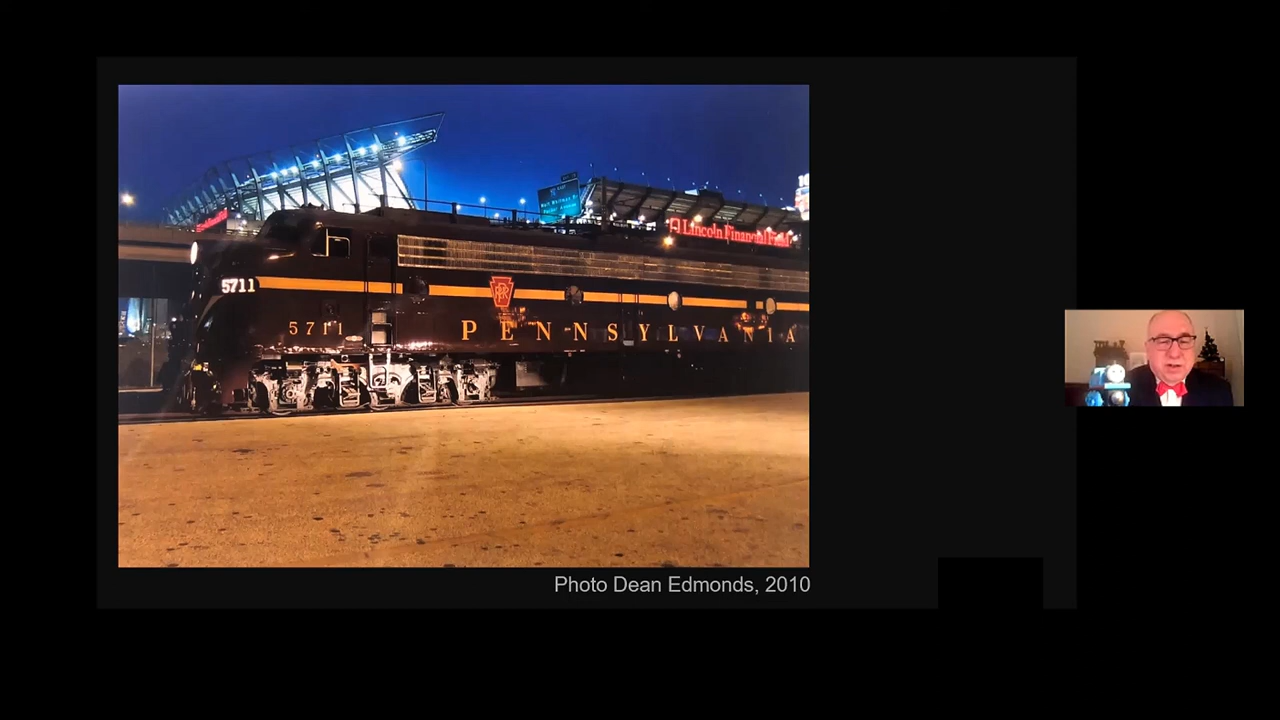 Lincoln Financial Field
5711
5711
PENNSYLVANIA
Photo Dean Edmonds, 2010